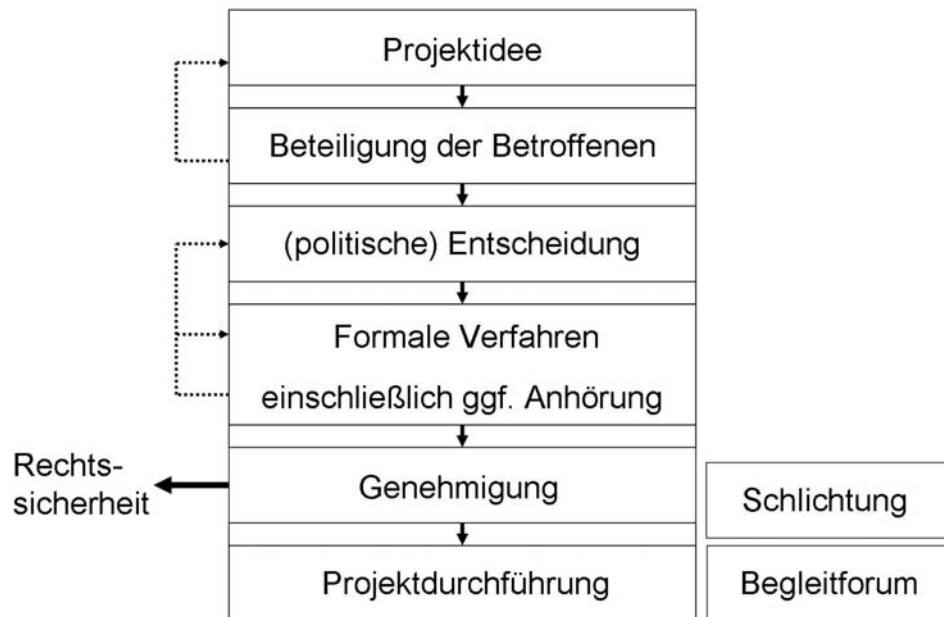 Projektidee
Beteiligung der Betroffenen
(politische) Entscheidung
Formale Verfahren
einschließlich ggf. Anhörung
Rechts-
sicherheit
Genehmigung
Schlichtung
Projektdurchführung
Begleitforum